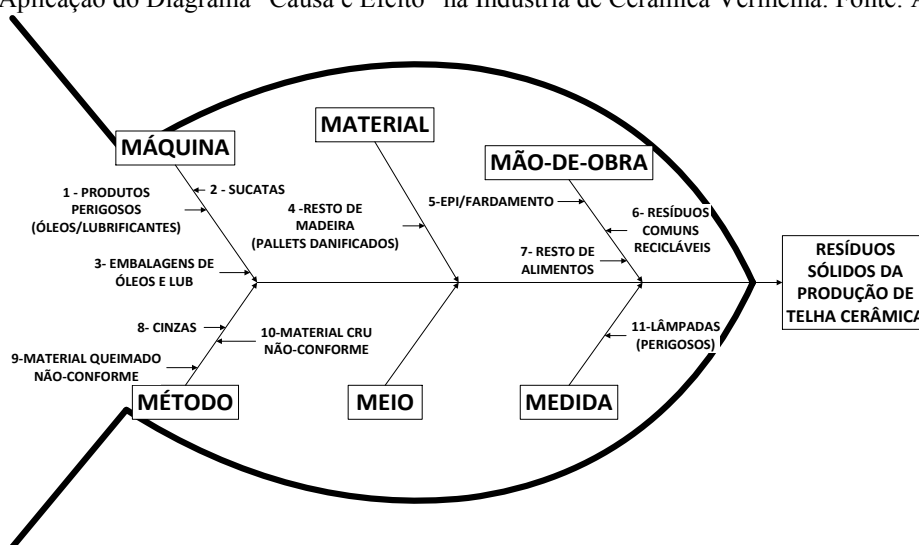 Aplicação do Diagrama "Causa e Efeito" na Indústria de Cerâmica Vermelha. Fonte:
MÁQUINA
1 - PRODUTOS
PERIGOSOS
(ÓLEOS/LUBRIFICANTES)
2 - SUCATAS
3- EMBALAGENS DE
ÓLEOS E LUB
MATERIAL
4 -RESTO DE
MADEIRA
(PALLETS DANIFICADOS)
MÃO-DE-OBRA
5-EPI/FARDAMENTO
6- RESÍDUOS
COMUNS
RECICLÁVEIS
7- RESTO DE
ALIMENTOS
RESÍDUOS
SÓLIDOS DA
PRODUÇÃO DE
TELHA CERÂMICA
8- CINZAS
9-MATERIAL QUEIMADO
NÃO-CONFORME
10-MATERIAL CRU
NÃO-CONFORME
MÉTODO
MEIO
11-LÂMPADAS
(PERIGOSOS)
MEDIDA